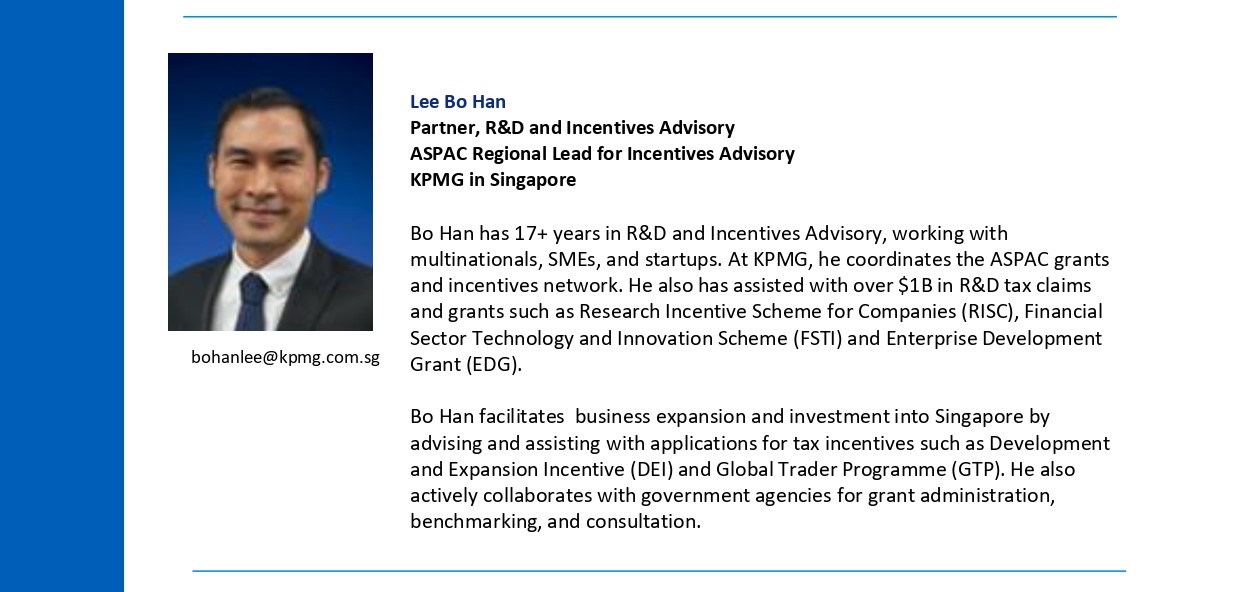 Lee Bo Han
Partner, R&D and Incentives Advisory
ASPAC Regional Lead for Incentives Advisory
KPMG in Singapore
Bo Han has 17+ years in R&D and Incentives Advisory, working with
multinationals, SMEs, and startups. At KPMG, he coordinates the ASPAC grants
and incentives network. He also has assisted with over $1B in R&D tax claims
and grants such as Research Incentive Scheme for Companies (RISC), Financial
Sector Technology and Innovation Scheme (FSTI) and Enterprise Development
Grant (EDG).
Bo Han facilitates  business expansion and investment into Singapore by
advising and assisting with applications for tax incentives such as Development
and Expansion Incentive (DEI) and Global Trader Programme (GTP). He also
actively collaborates with government agencies for grant administration,
benchmarking, and consultation.
bohanlee@kpmg.com.sg